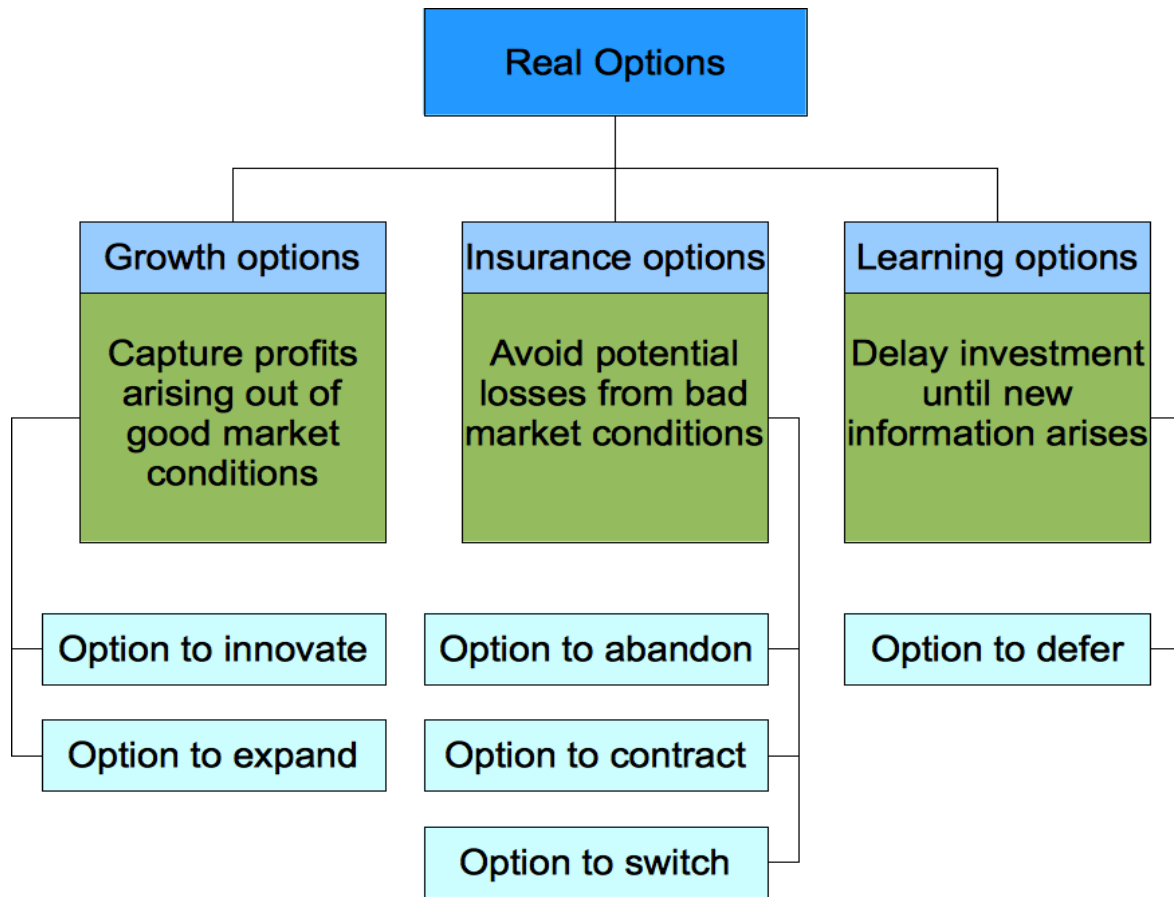 Real Options
Growth options
Capture profits
arising out of
good market
conditions
Option to innovate
Option to expand
Insurance options
Avoid potential
losses from bad
market conditions
Option to abandon
Option to contract
Option to switch
Learning options
Delay investment
until new
information arises
Option to defer